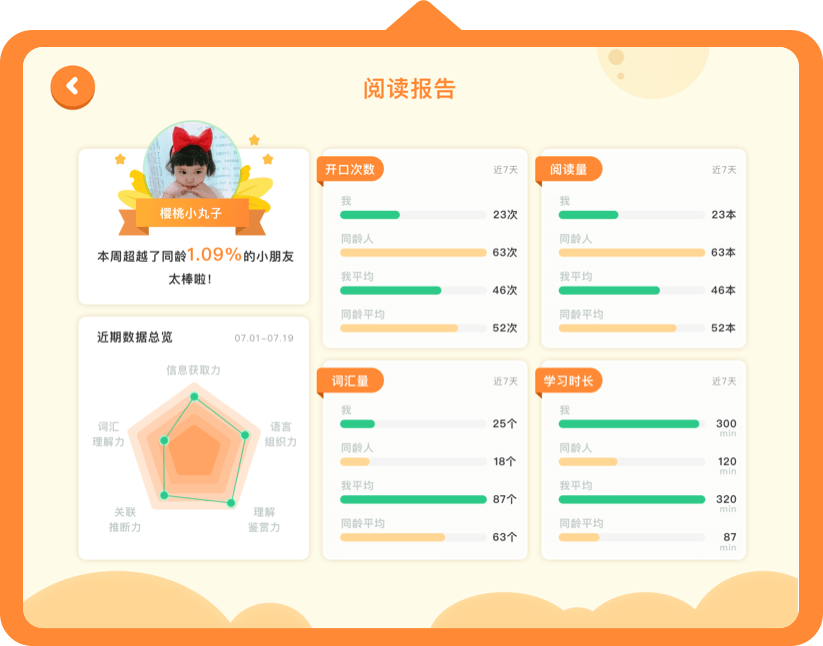 阅读报告
樱桃小丸子
本周超越了同龄1.09%的小朋友
太棒啦！
近期数据总览
07.01~07.19
信息获取力
语言
组织力
理解
鉴赏力
关联
推断力
词汇
理解力
开口次数
近7天
我
23次
同龄人
63次
我平均
46次
同龄平均
52次
阅读量
近7天
我
23本
同龄人
63本
我平均
46本
同龄平均
52本
词汇量
近7天
我
25个
同龄人
18个
我平均
87个
同龄平均
63个
学习时长
近7天
我
300
min
同龄人
120
min
我平均
320
min
同龄平均
87
min